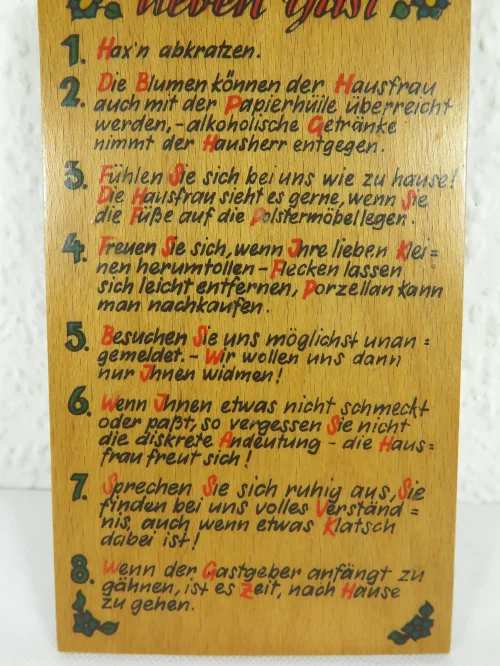 lieben Gast
1. Hax'n abkratzen.
2. Die Blumen können der Hausfrau
auch mit der Papierhülle überreicht
werden,-alkoholische Getränke
nimmt der Hausherr entgegen.
3. Fühlen Sie sich bei uns wie zu hause!
Die Hausfrau sieht es gerne, wenn Sie
die Füße auf die Polstermöbel legen.
4. Freuen Sie sich, wenn Ihre lieben Klei=
nen herumtollen - Flecken lassen
sich leicht entfernen, Porzellan kann
man nachkaufen.
5. Besuchen Sie uns möglichst unan=
gemeldet.- Wir wollen uns dann
nur Ihnen widmen!
6. Wenn Ihnen etwas nicht schmeckt
oder paßt, so vergessen Sie nicht
die diskrete Andeutung - die Haus=
frau freut sich!
7. Sprechen Sie sich ruhig aus, Sie
finden bei uns volles Verständ=
nis, auch wenn etwas Klatsch
dabei ist!
8. Wenn der Gastgeber anfängt zu
gähnen, ist es Zeit, nach Hause
zu gehen.